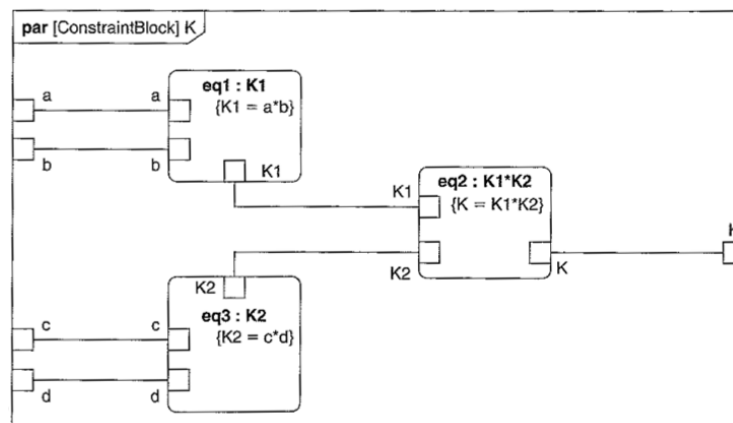 par [ConstraintBlock] K
a
a
eq1 : K1
{K1 = a*b}
b
b
K1
K1
eq2 : K1*K2
{K = K1*K2}
K2
K
K2
eq3 : K2
{K2 = c*d}
c
c
d
d